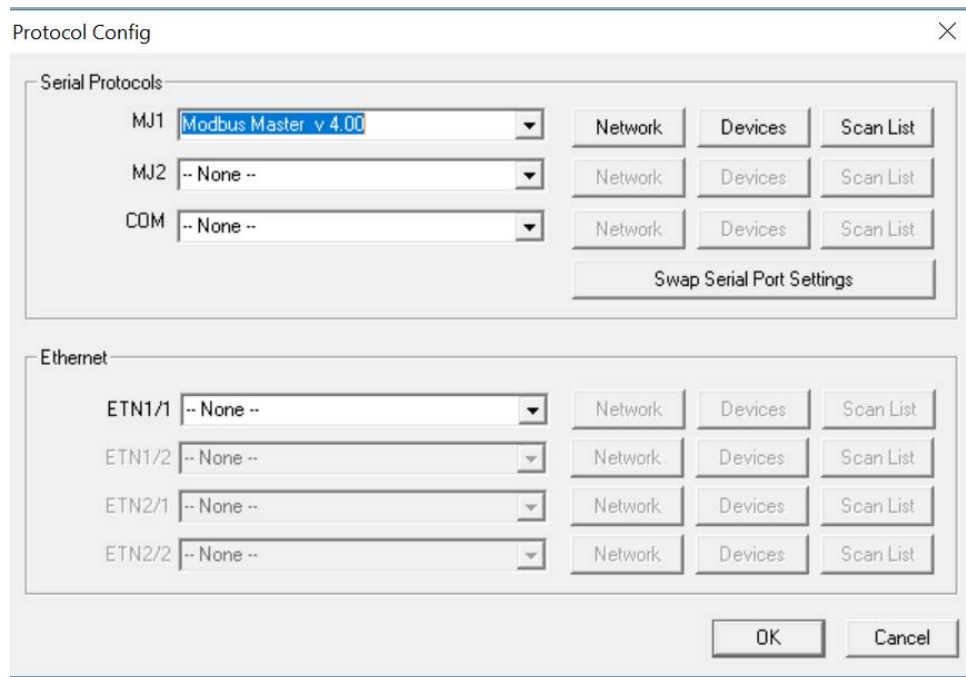 Protocol Config
Serial Protocols
MJ1 Modbus Master v 4.00 Network Devices Scan List
MJ2 -- None -- Network Devices Scan List
COM -- None -- Network Devices Scan List
Swap Serial Port Settings
Ethernet
ETN1/1 -- None -- Network Devices Scan List
ETN1/2 -- None -- Network Devices Scan List
ETN2/1 -- None -- Network Devices Scan List
ETN2/2 -- None -- Network Devices Scan List
OK Cancel